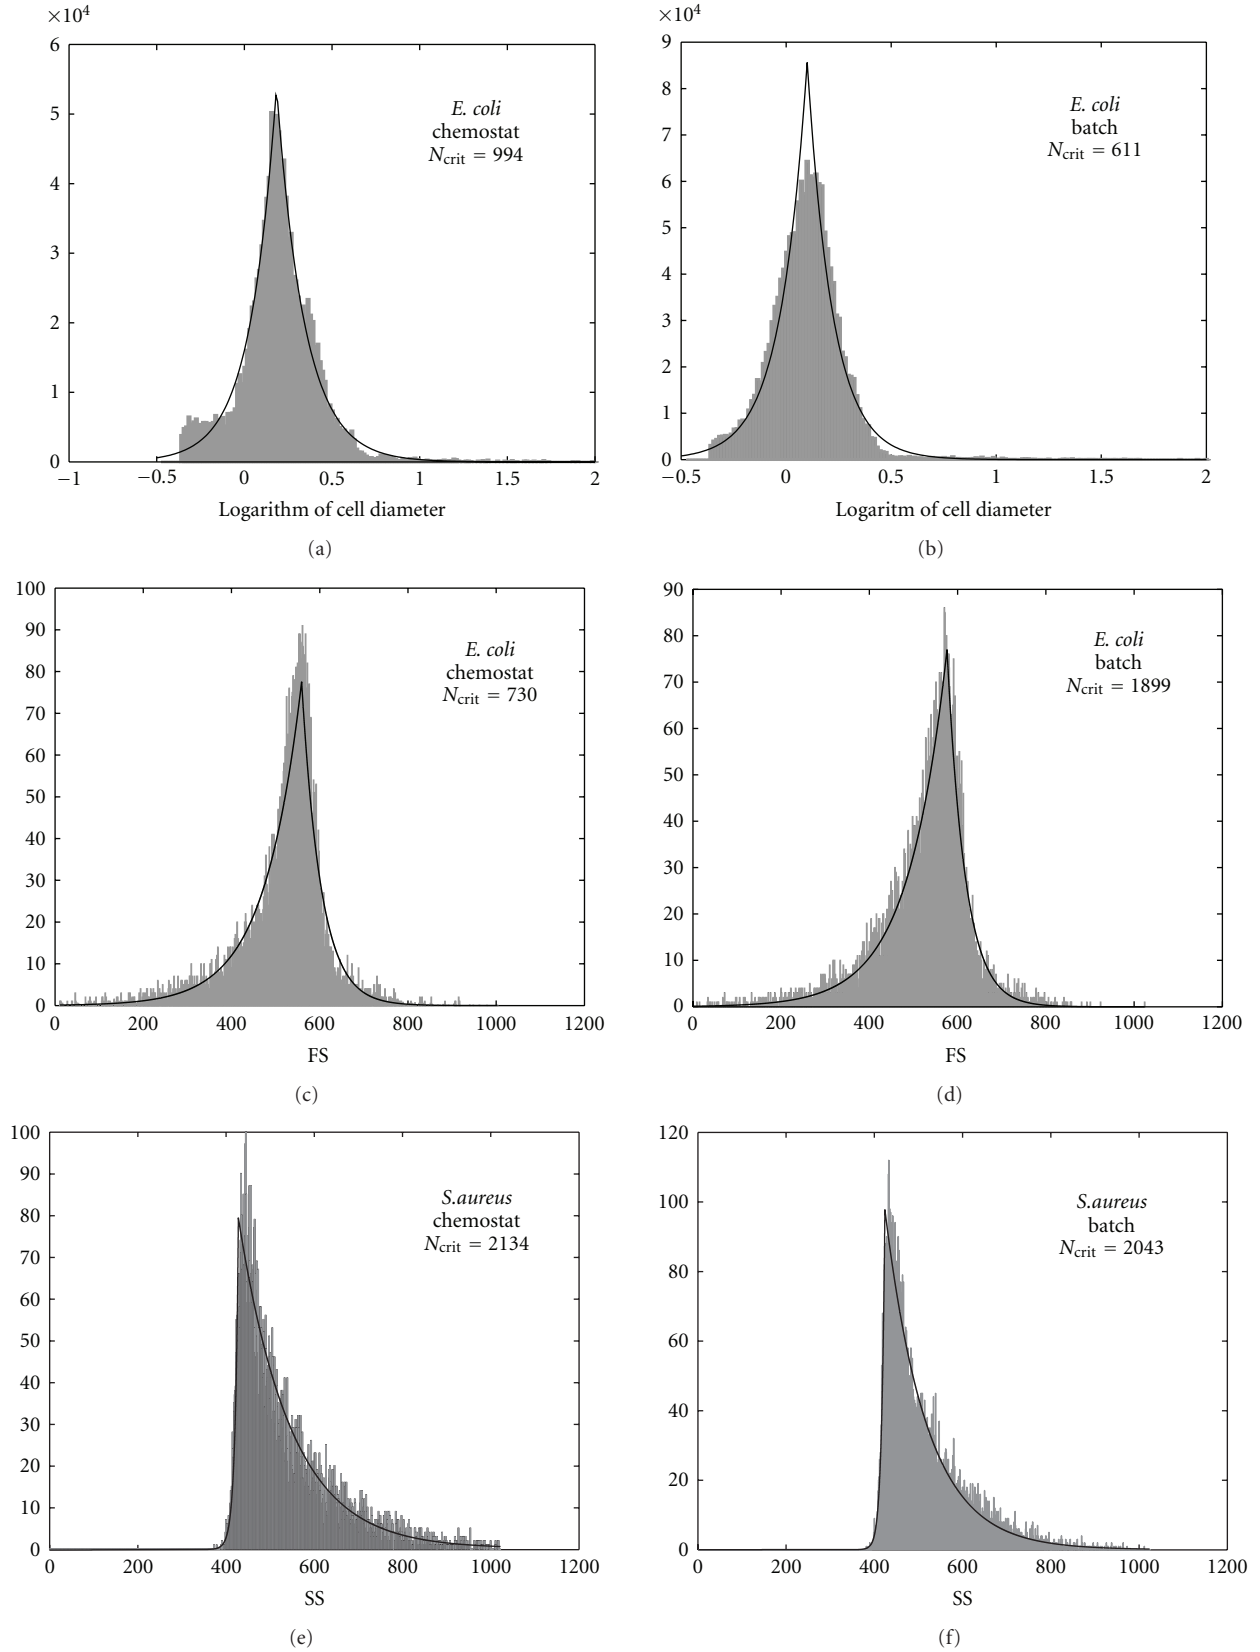 ×10⁴
6
5
4
3
2
1
0
−1 −0.5 0 0.5 1 1.5 2
E. coli
chemostat
Ncrit = 994
Logarithm of cell diameter
(a)
×10⁴
9
8
7
6
5
4
3
2
1
0
−0.5 0 0.5 1 1.5 2
E. coli
batch
Ncrit = 611
Logaritm of cell diameter
(b)
100
90
80
70
60
50
40
30
20
10
0
0 200 400 600 800 1000 1200
E. coli
chemostat
Ncrit = 730
FS
(c)
90
80
70
60
50
40
30
20
10
0
0 200 400 600 800 1000 1200
E. coli
batch
Ncrit = 1899
FS
(d)
100
90
80
70
60
50
40
30
20
10
0
0 200 400 600 800 1000 1200
S.aureus
chemostat
Ncrit = 2134
SS
(e)
120
100
80
60
40
20
0
0 200 400 600 800 1000 1200
S.aureus
batch
Ncrit = 2043
SS
(f)